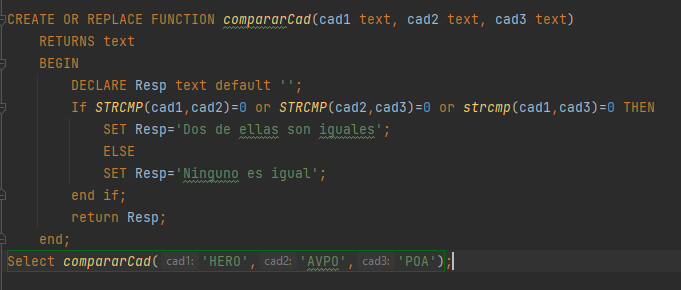 CREATE OR REPLACE FUNCTION compararCad(cad1 text, cad2 text, cad3 text)
RETURNS text
BEGIN
DECLARE Resp text default '';
If STRCMP(cad1,cad2)=0 or STRCMP(cad2,cad3)=0 or strcmp(cad1,cad3)=0 THEN
SET Resp='Dos de ellas son iguales';
ELSE
SET Resp='Ninguno es igual';
end if;
return Resp;
end;
Select compararCad( cad1: 'HERO', cad2: 'AVPO', cad3: 'POA');